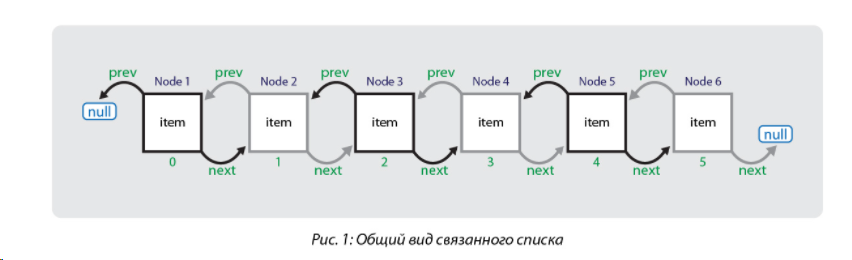 prev prev prev prev prev prev
Node 1 Node 2 Node 3 Node 4 Node 5 Node 6
null
item item item item item item
null
0 1 2 3 4 5
next next next next next next
Рис. 1: Общий вид связанного списка